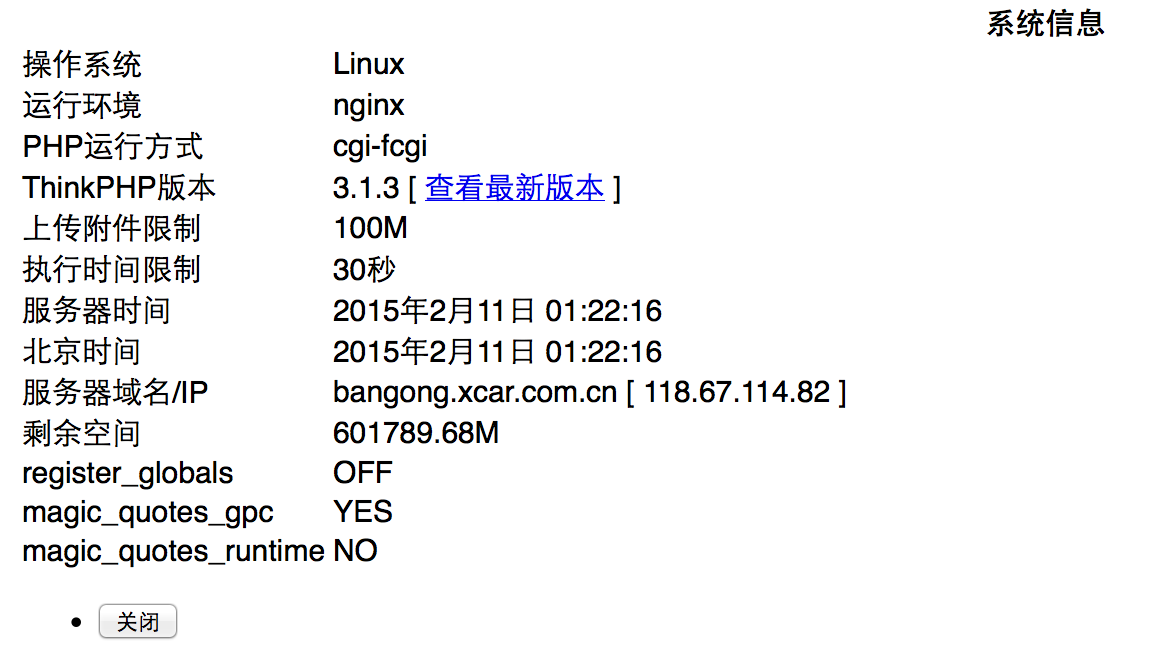 系统信息
操作系统 Linux
运行环境 nginx
PHP运行方式 cgi-fcgi
ThinkPHP版本 3.1.3 [ 查看最新版本 ]
上传附件限制 100M
执行时间限制 30秒
服务器时间 2015年2月11日 01:22:16
北京时间 2015年2月11日 01:22:16
服务器域名/IP bangong.xcar.com.cn [ 118.67.114.82 ]
剩余空间 601789.68M
register_globals OFF
magic_quotes_gpc YES
magic_quotes_runtime NO
• 关闭